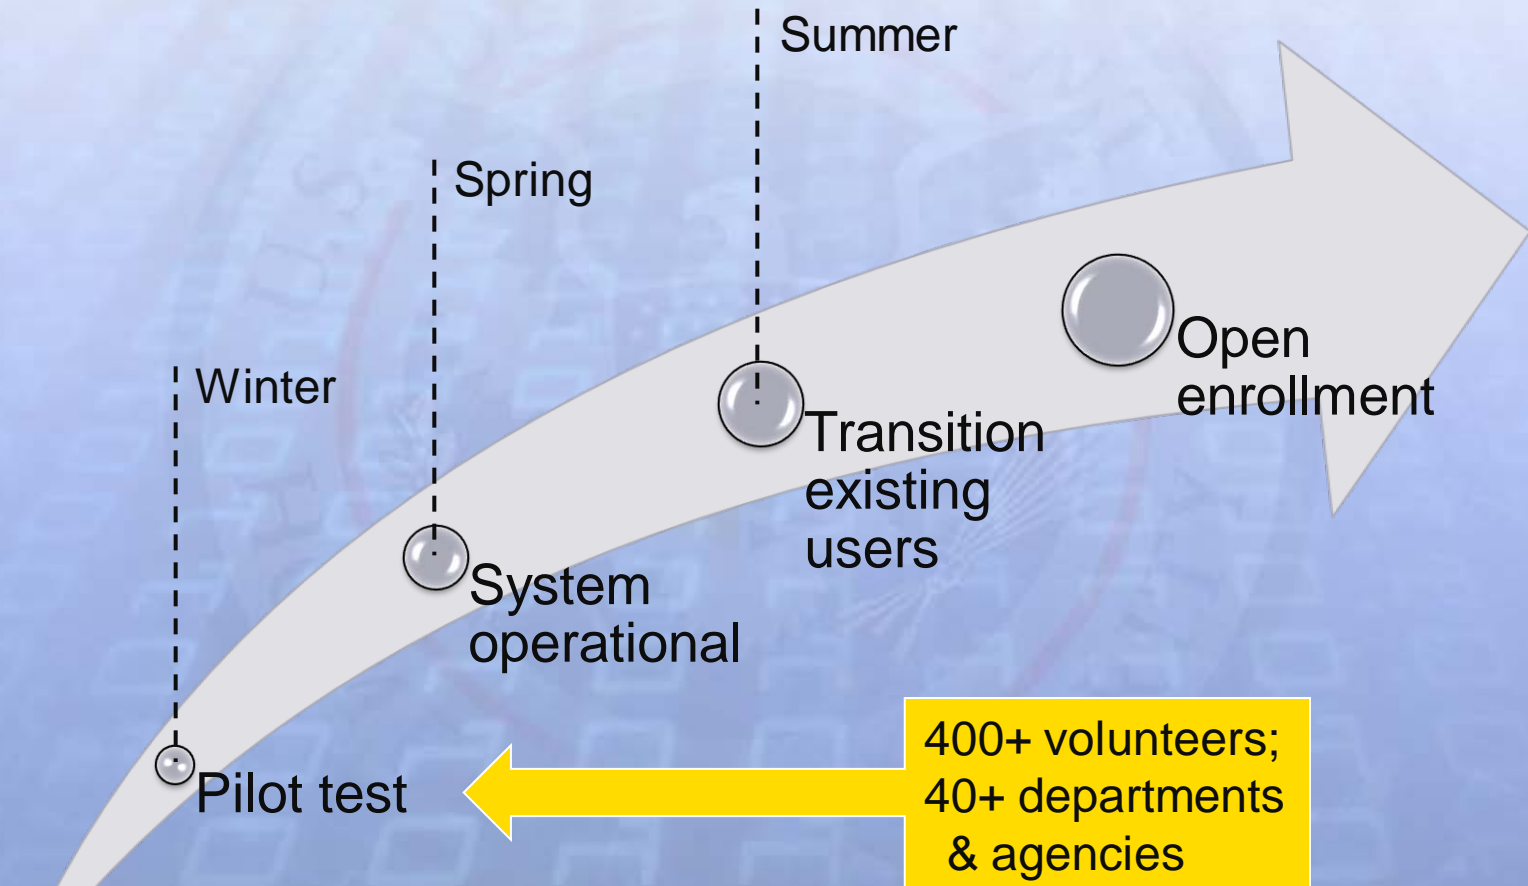 Summer
Spring
Winter
Open
enrollment
Transition
existing
users
System
operational
Pilot test
400+ volunteers;
40+ departments
& agencies